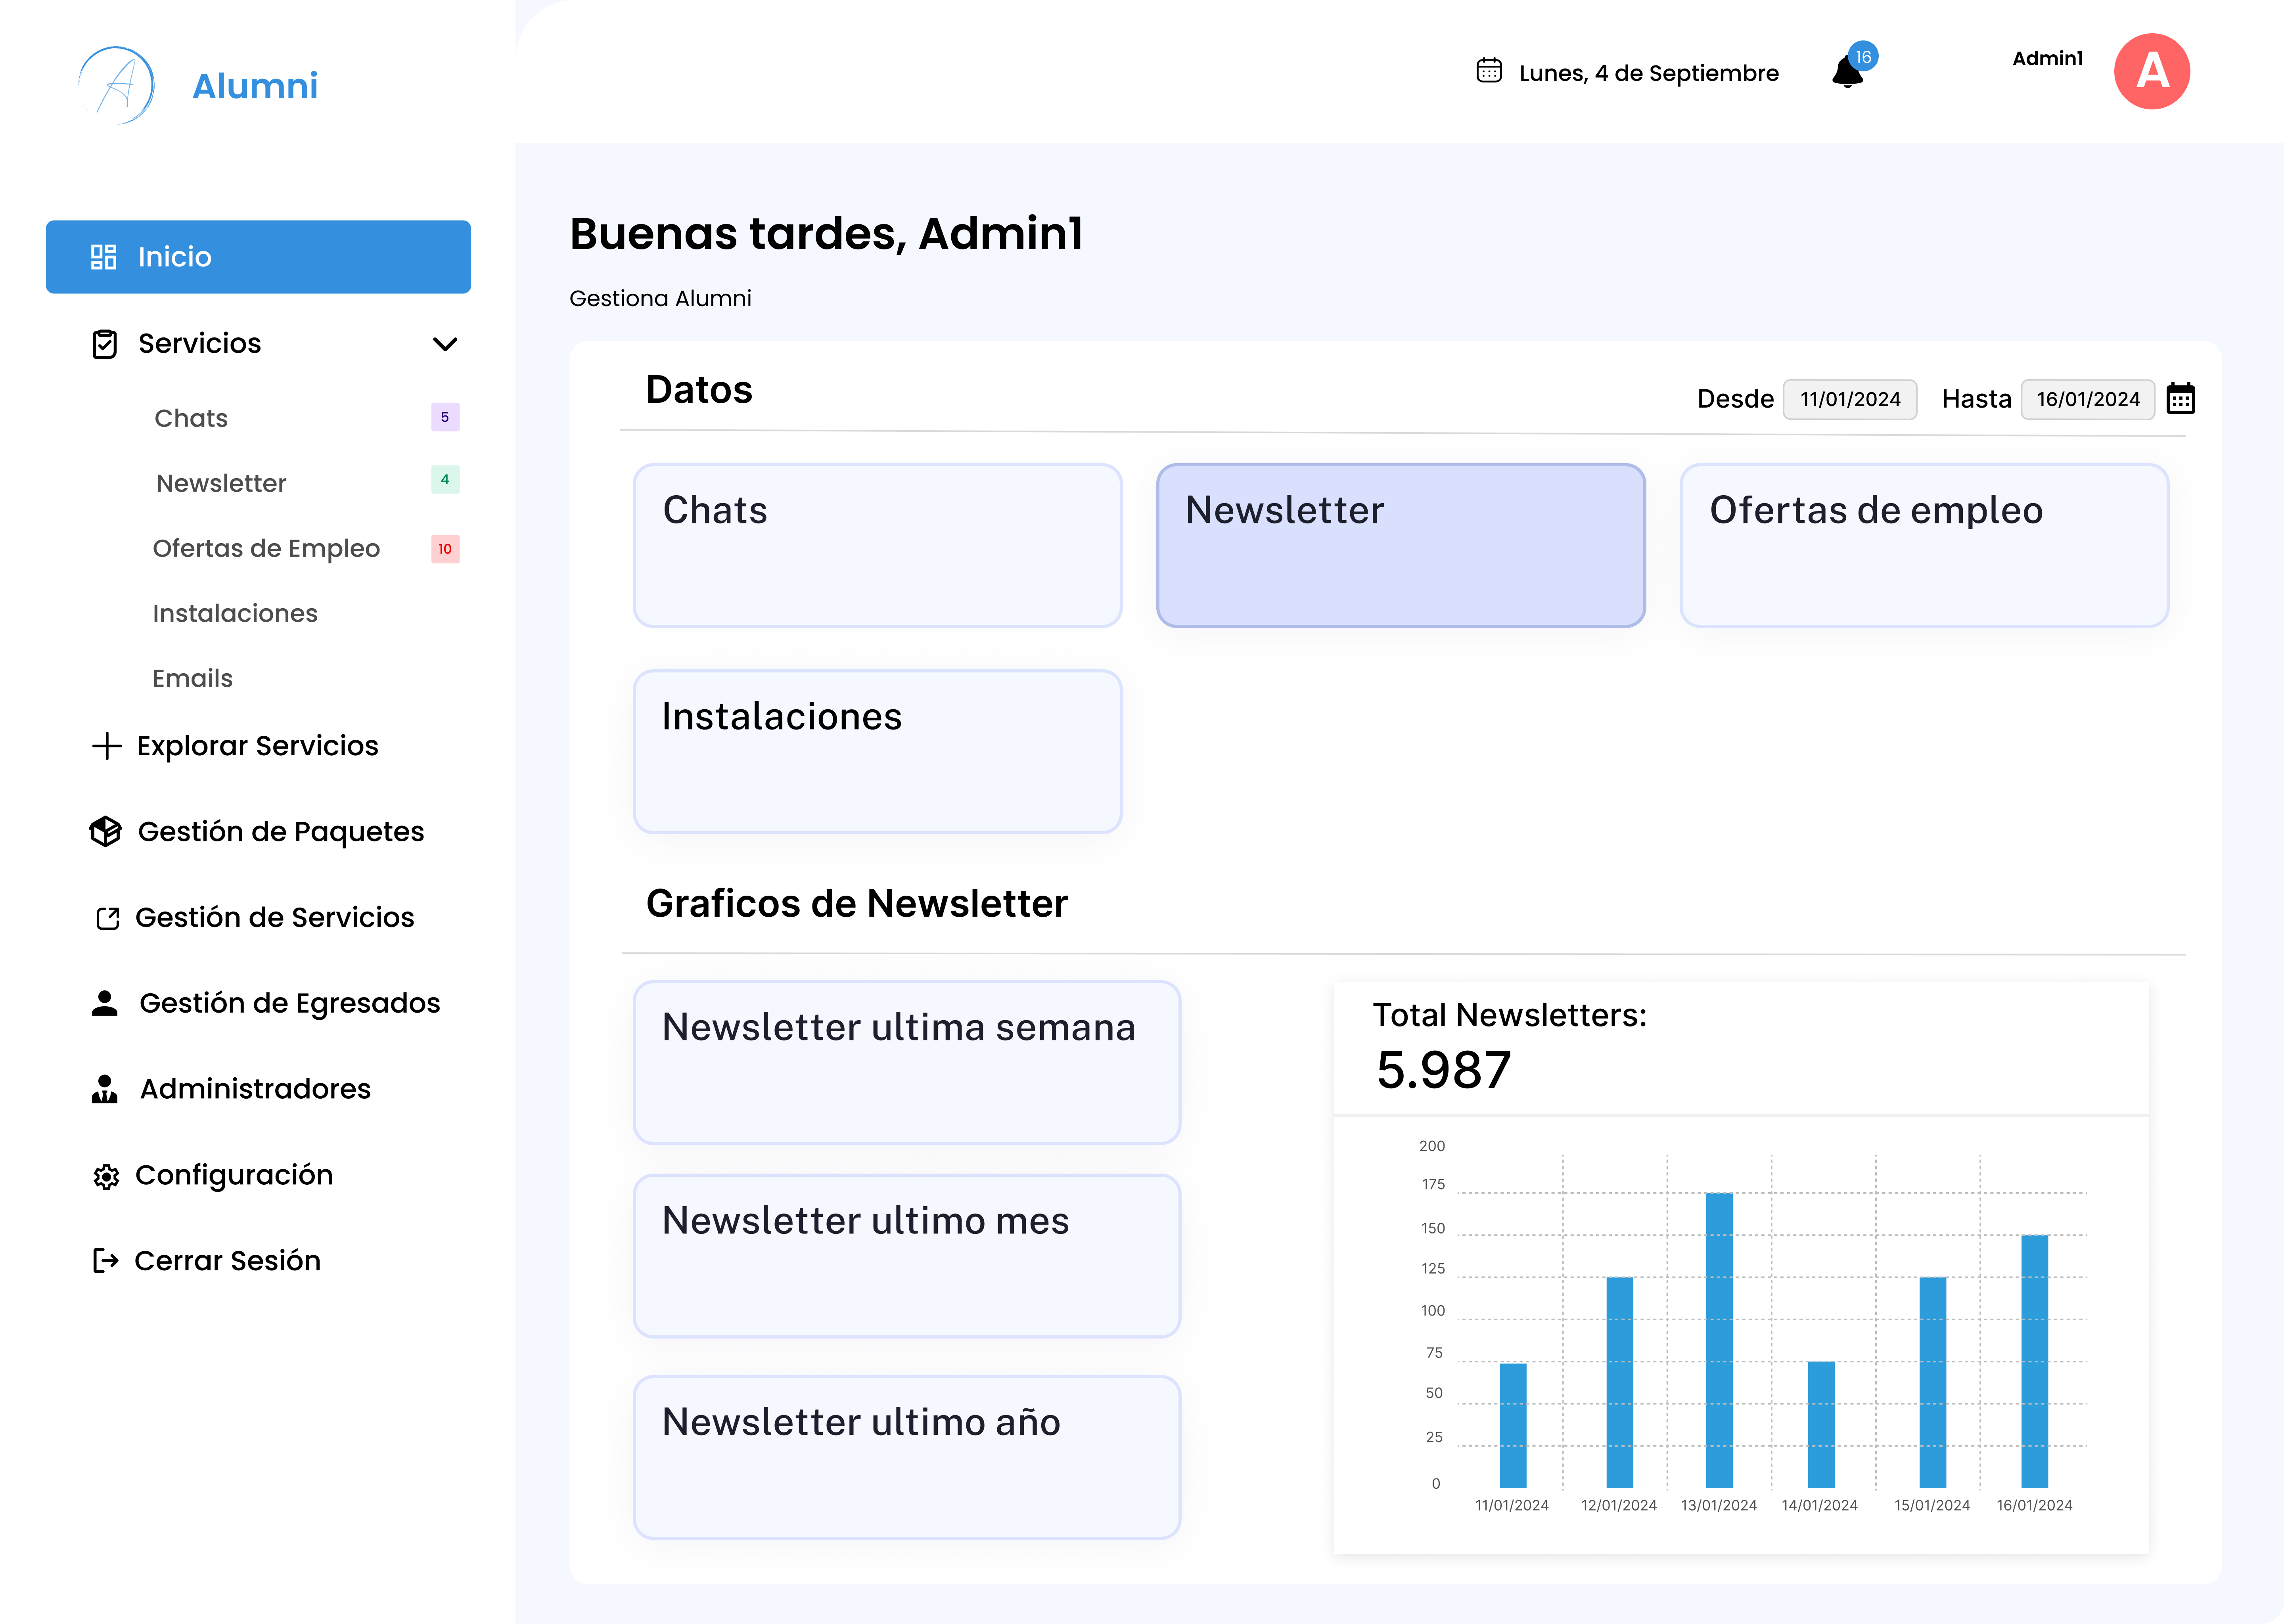 Alumni
Lunes, 4 de Septiembre
16
Admin1
A
Inicio
Servicios
Chats
5
Newsletter
4
Ofertas de Empleo
10
Instalaciones
Emails
Explorar Servicios
Gestión de Paquetes
Gestión de Servicios
Gestión de Egresados
Administradores
Configuración
Cerrar Sesión
Buenas tardes, Admin1
Gestiona Alumni
Datos
Desde 11/01/2024 Hasta 16/01/2024
Chats
Newsletter
Ofertas de empleo
Instalaciones
Graficos de Newsletter
Newsletter ultima semana
Newsletter ultimo mes
Newsletter ultimo año
Total Newsletters:
5.987
200
175
150
125
100
75
50
25
0
11/01/2024 12/01/2024 13/01/2024 14/01/2024 15/01/2024 16/01/2024